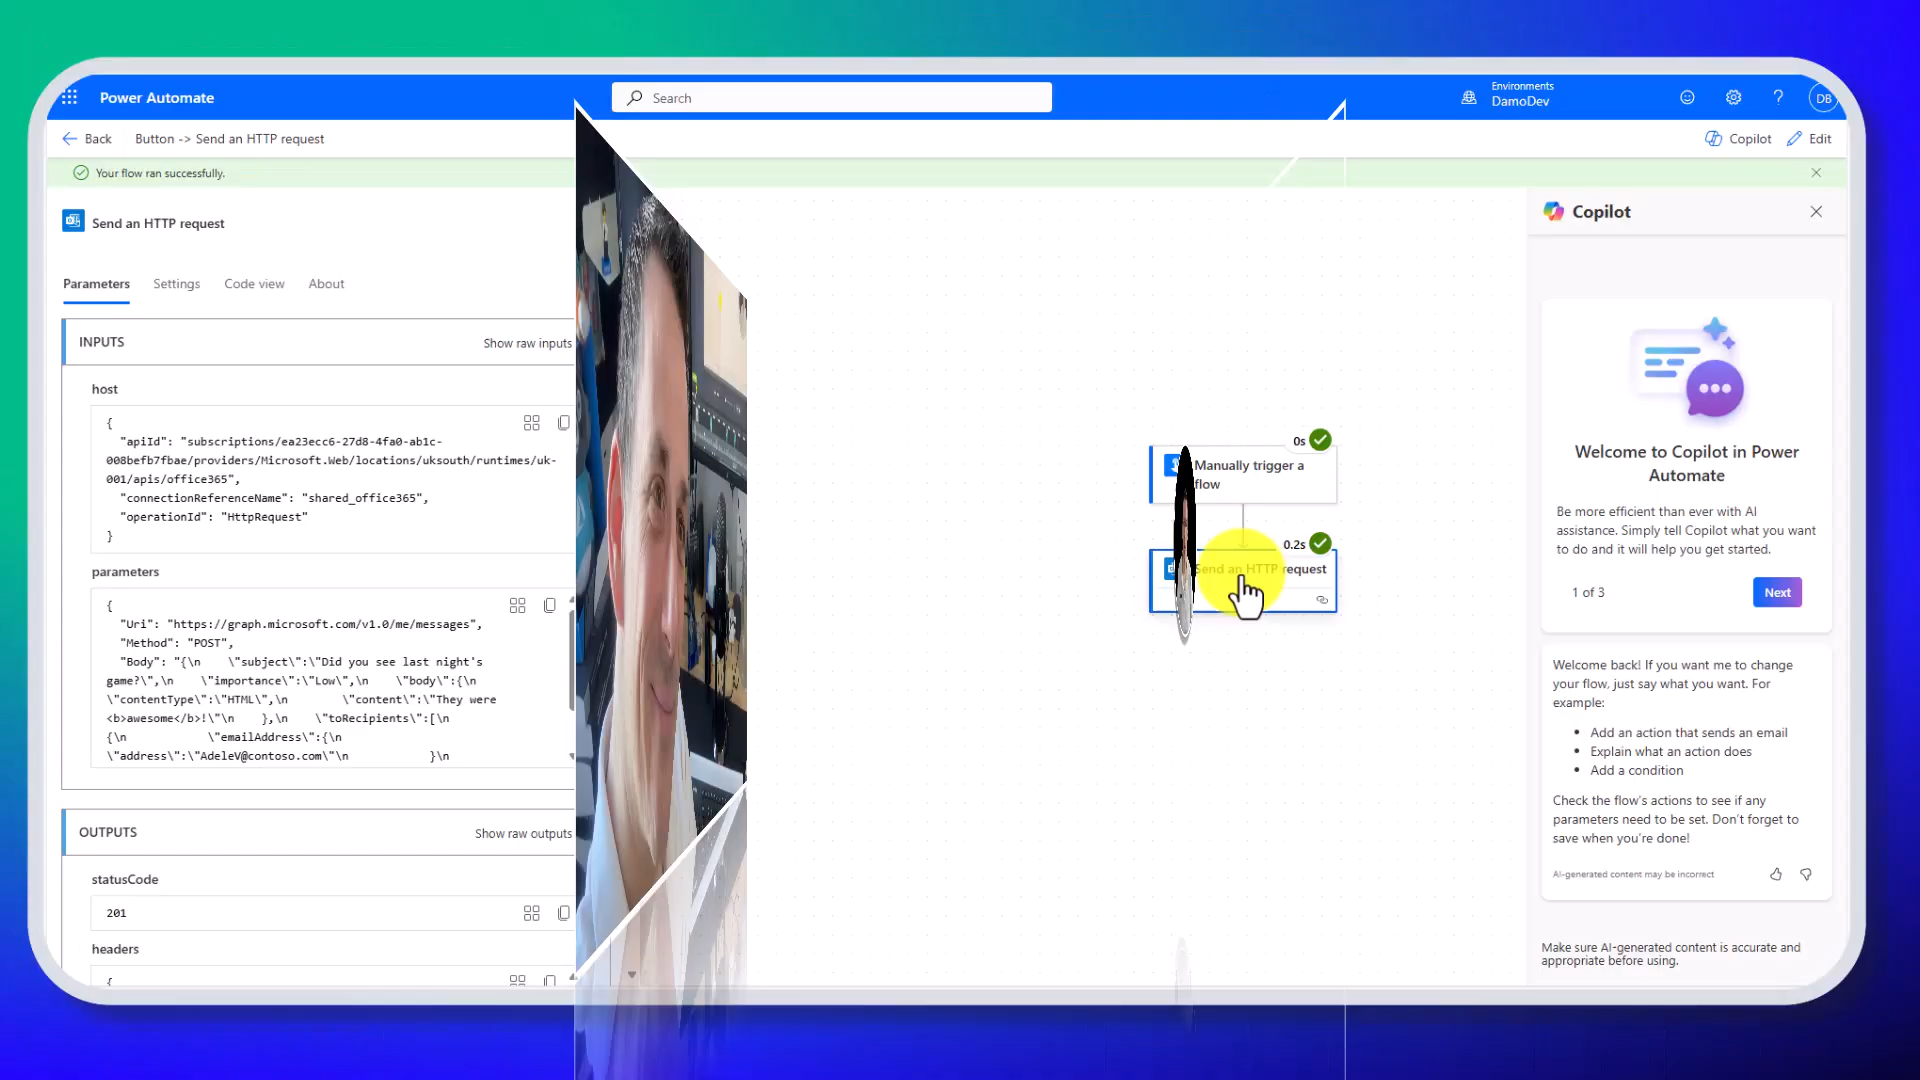 Power Automate
Search
Environments
DamoDev
DB
Back
Button -> Send an HTTP request
Copilot
Edit
Your flow ran successfully.
Send an HTTP request
Parameters
Settings
Code view
About
INPUTS
Show raw inputs
host
{
"apiId": "subscriptions/ea23ecc6-27d8-4fa0-ab1c-
008befb7fbae/providers/Microsoft.Web/locations/uksouth/runtimes/uk-
001/apis/office365",
"connectionReferenceName": "shared_office365",
"operationId": "HttpRequest"
}
parameters
{
"Uri": "https://graph.microsoft.com/v1.0/me/messages",
"Method": "POST",
"Body": "{\n    \"subject\":\"Did you see last night's
game?\",\n    \"importance\":\"Low\",\n    \"body\":{\n
\"contentType\":\"HTML\",\n        \"content\":\"They were
<b>awesome</b>!\"\n    },\n    \"toRecipients\":[\n
{\n            \"emailAddress\":{\n
\"address\":\"AdeleV@contoso.com\"\n            }\n
OUTPUTS
Show raw outputs
statusCode
201
headers
{
0s
Manually trigger a
flow
0.2s
Send an HTTP request
Copilot
Welcome to Copilot in Power
Automate
Be more efficient than ever with AI
assistance. Simply tell Copilot what you want
to do and it will help you get started.
1 of 3
Next
Welcome back! If you want me to change
your flow, just say what you want. For
example:
• Add an action that sends an email
• Explain what an action does
• Add a condition
Check the flow's actions to see if any
parameters need to be set. Don't forget to
save when you're done!
AI-generated content may be incorrect
Make sure AI-generated content is accurate and
appropriate before using.